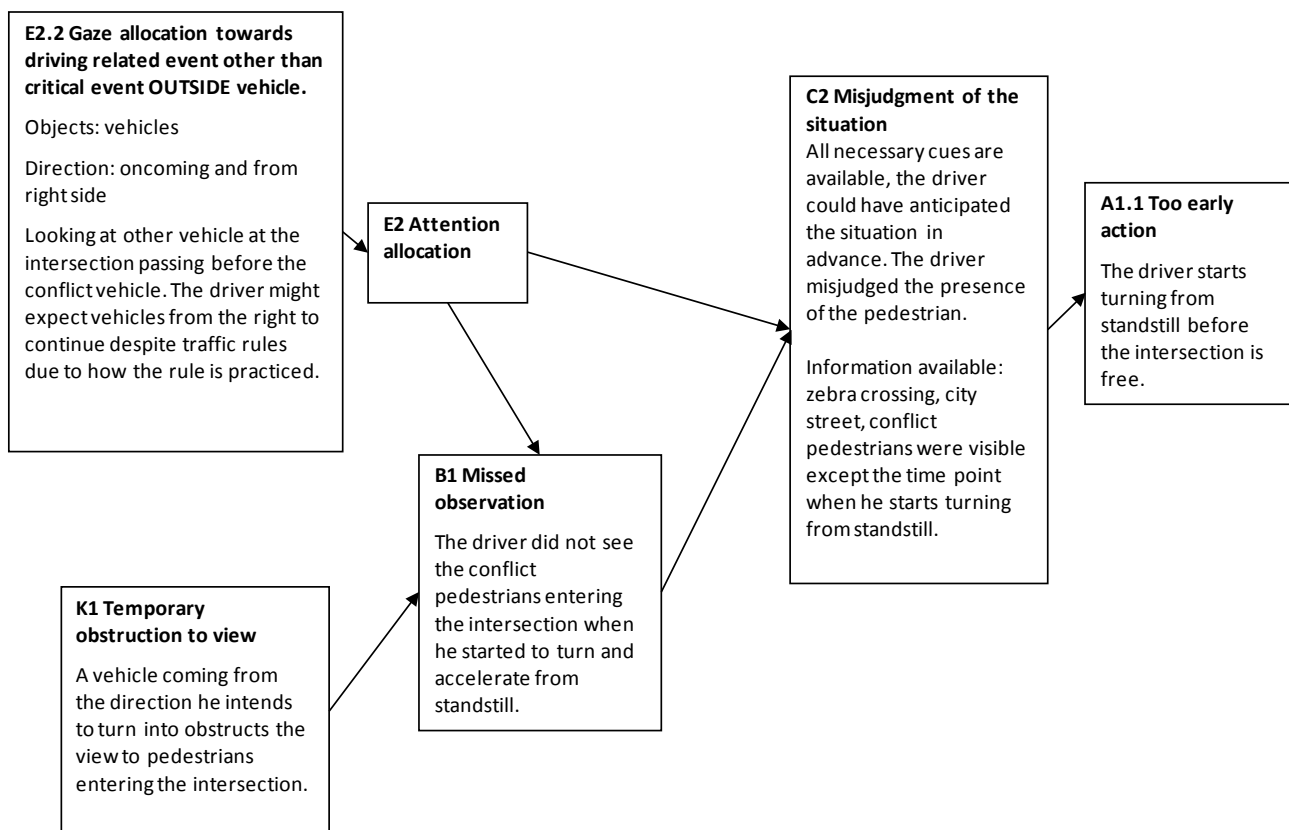 E2.2 Gaze allocation towards
driving related event other than
critical event OUTSIDE vehicle.
Objects: vehicles
Direction: oncoming and from
right side
Looking at other vehicle at the
intersection passing before the
conflict vehicle. The driver might
expect vehicles from the right to
continue despite traffic rules
due to how the rule is practiced.
E2 Attention
allocation
K1 Temporary
obstruction to view
A vehicle coming from
the direction he intends
to turn into obstructs the
view to pedestrians
entering the intersection.
B1 Missed
observation
The driver did not see
the conflict
pedestrians entering
the intersection when
he started to turn and
accelerate from
standstill.
C2 Misjudgment of the
situation
All necessary cues are
available, the driver
could have anticipated
the situation in
advance. The driver
misjudged the presence
of the pedestrian.
Information available:
zebra crossing, city
street, conflict
pedestrians were visible
except the time point
when he starts turning
from standstill.
A1.1 Too early
action
The driver starts
turning from
standstill before
the intersection is
free.